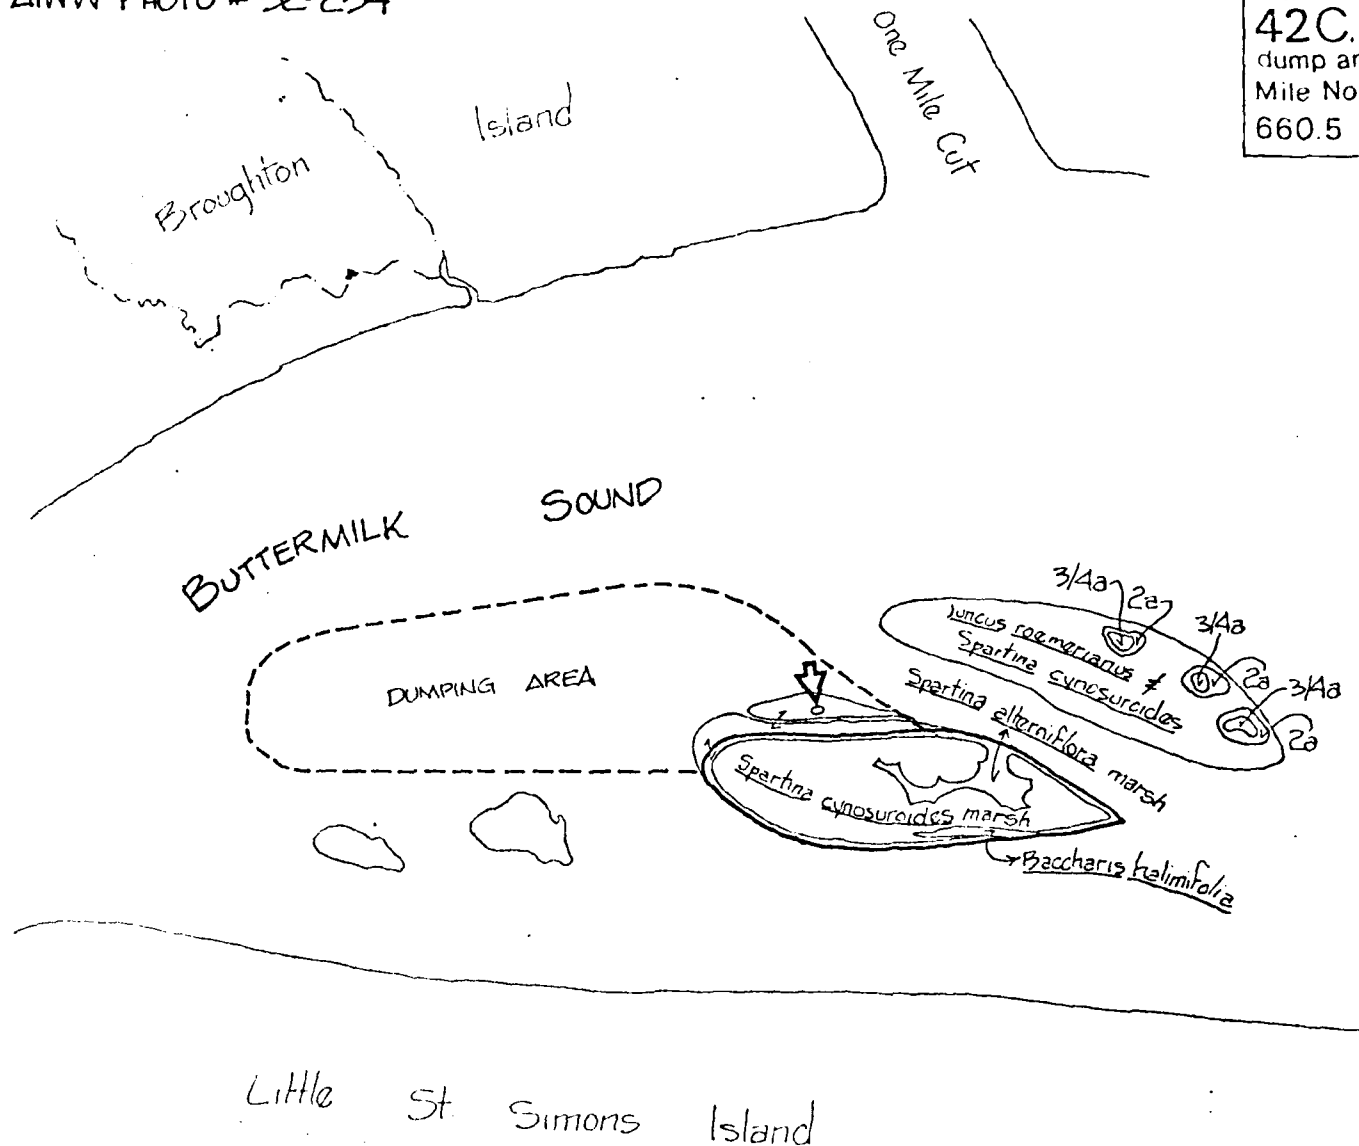 PHOTO #
42C.
dump ar
Mile No
660.5
One Mile Cut
Island
Broughton
BUTTERMILK SOUND
DUMPING AREA
3/4a
2a
3/4a
2a
3/4a
2a
Juncus roemerianus &
Spartina cynosuroides
Spartina alterniflora marsh
Spartina cynosuroides marsh
Baccharis halimifolia
Little St. Simons Island